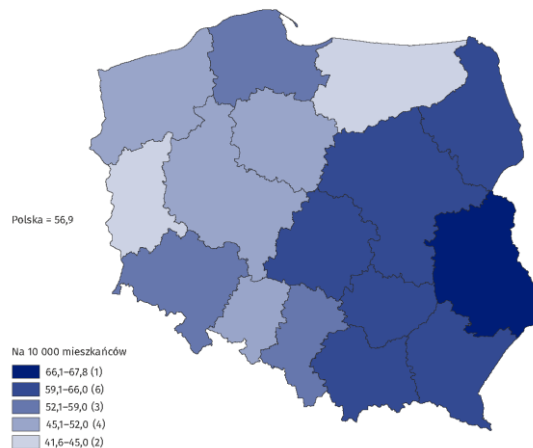 Polska = 56,9
Na 10 000 mieszkańców
66,1–67,8 (1)
59,1–66,0 (6)
52,1–59,0 (3)
45,1–52,0 (4)
41,6–45,0 (2)